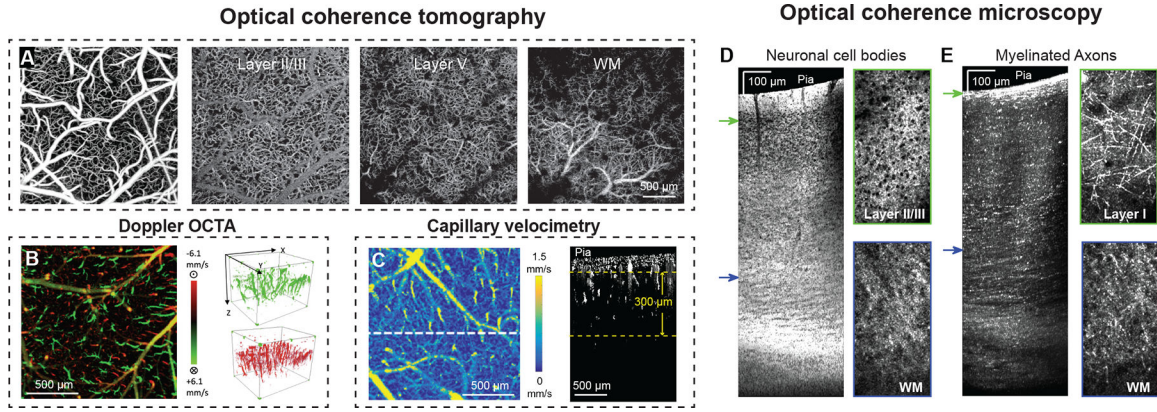 Optical coherence tomography
Optical coherence microscopy
A
Layer II/III
Layer V
WM
500 µm
Doppler OCTA
B
-6.1
mm/s
+6.1
mm/s
500 µm
X
Y
Z
Capillary velocimetry
C
1.5
mm/s
0
mm/s
500 µm
Pia
300 µm
500 µm
D
Neuronal cell bodies
100 µm
Pia
Layer II/III
WM
E
Myelinated Axons
100 µm
Pia
Layer I
WM